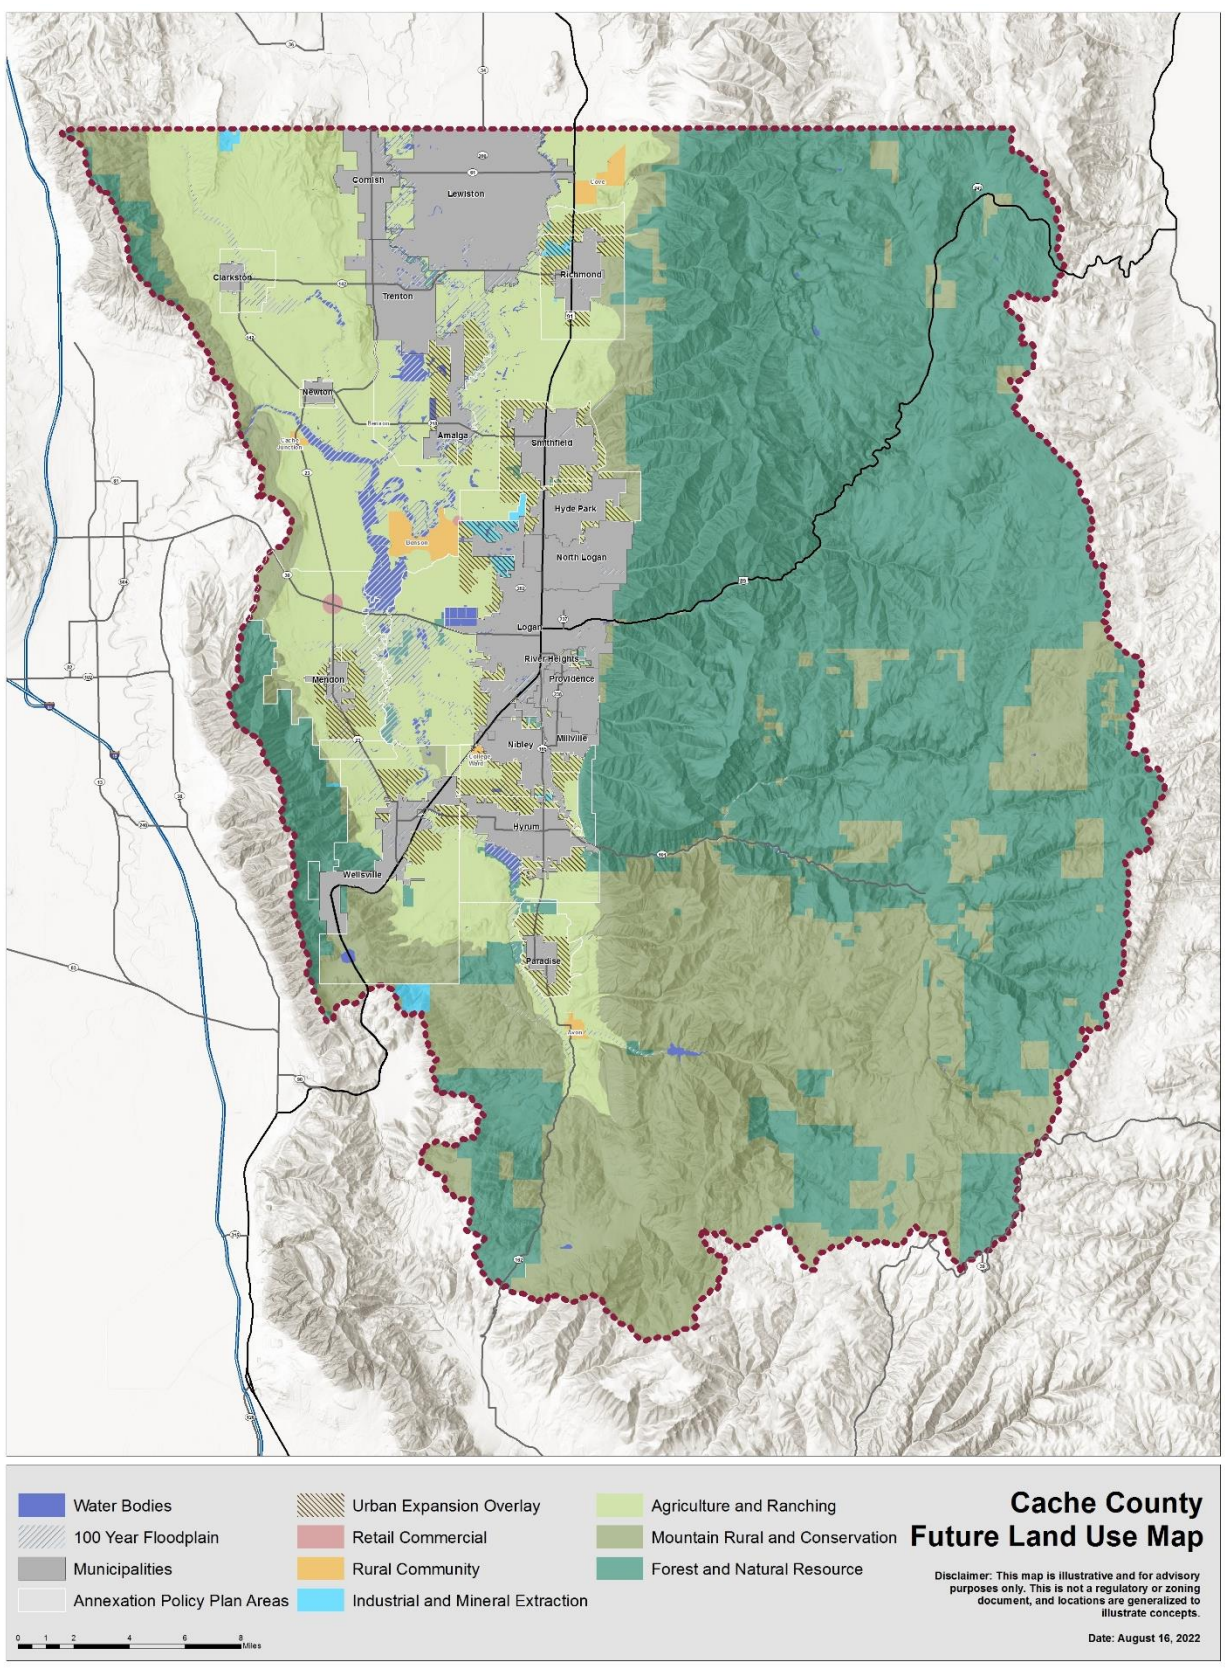 Cove
Cornish
Lewiston
Clarkston
Richmond
Trenton
Newton
Benson
Amalga
Smithfield
Cache
Junction
Hyde Park
Benson
North Logan
Logan
River Heights
Providence
Mendon
Nibley
Millville
College
Ward
Hyrum
Wellsville
Paradise
Avon
Water Bodies
100 Year Floodplain
Municipalities
Annexation Policy Plan Areas
Urban Expansion Overlay
Retail Commercial
Rural Community
Industrial and Mineral Extraction
Agriculture and Ranching
Mountain Rural and Conservation
Forest and Natural Resource
Cache County
Future Land Use Map
Disclaimer: This map is illustrative and for advisory
purposes only. This is not a regulatory or zoning
document, and locations are generalized to
illustrate concepts.
Date: August 16, 2022
0 1 2 4 6 8
Miles